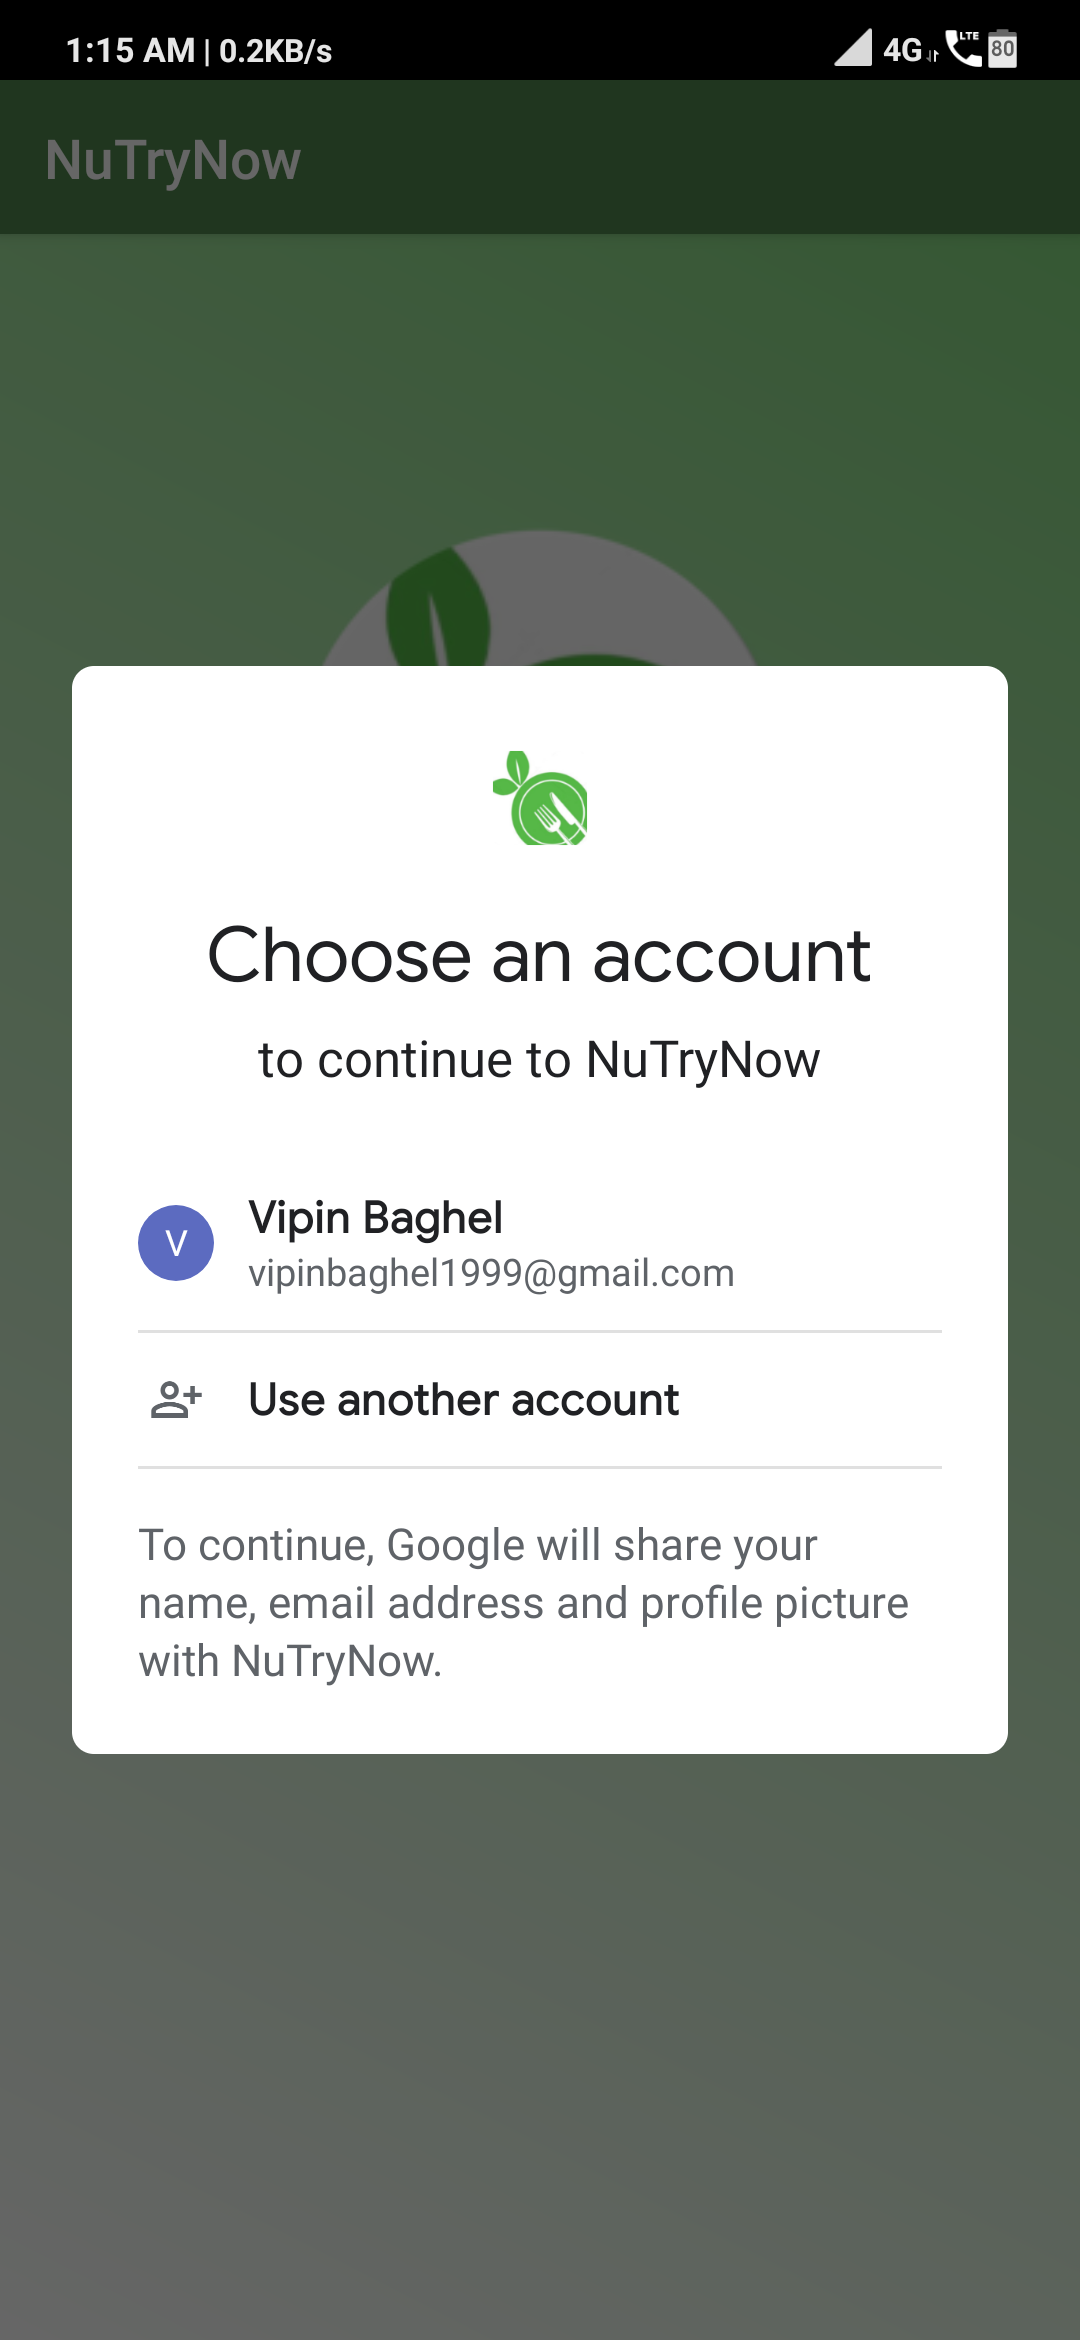 1:15 AM | 0.2KB/s 4G LTE 80
NuTryNow
Choose an account
to continue to NuTryNow
V
Vipin Baghel
vipinbaghel1999@gmail.com
Use another account
To continue, Google will share your
name, email address and profile picture
with NuTryNow.